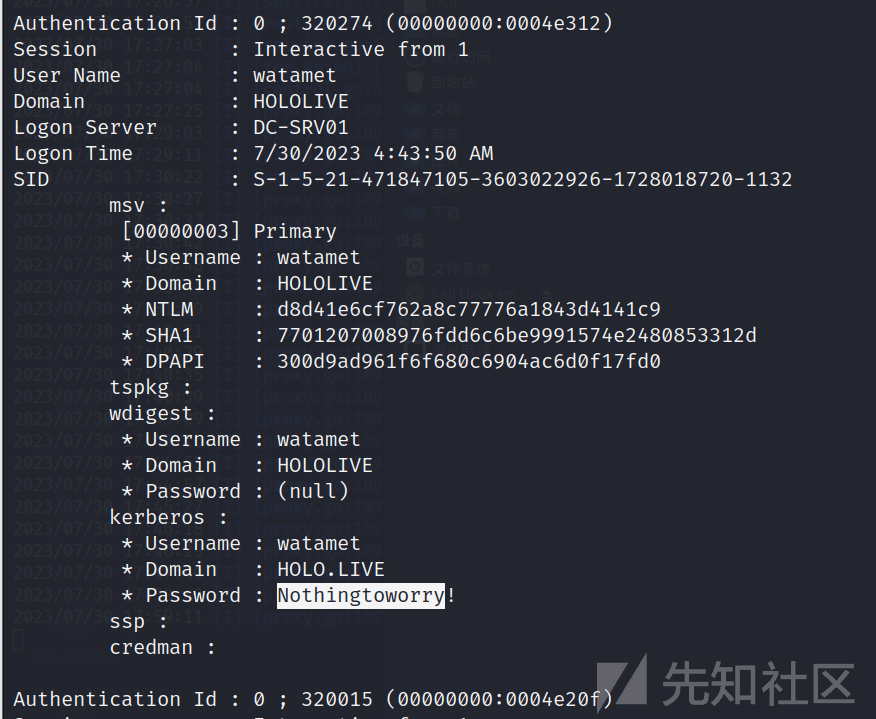 Authentication Id : 0 ; 320274 (00000000:0004e312)
Session           : Interactive from 1
User Name         : watamet
Domain            : HOLOLIVE
Logon Server      : DC-SRV01
Logon Time        : 7/30/2023 4:43:50 AM
SID               : S-1-5-21-471847105-3603022926-1728018720-1132
        msv :
         [00000003] Primary
         * Username : watamet
         * Domain   : HOLOLIVE
         * NTLM     : d8d41e6cf762a8c77776a1843d4141c9
         * SHA1     : 7701207008976fdd6c6be9991574e2480853312d
         * DPAPI    : 300d9ad961f6f680c6904ac6d0f17fd0
        tspkg :
        wdigest :
         * Username : watamet
         * Domain   : HOLOLIVE
         * Password : (null)
        kerberos :
         * Username : watamet
         * Domain   : HOLO.LIVE
         * Password : Nothingtoworry!
        ssp :
        credman :
Authentication Id : 0 ; 320015 (00000000:0004e20f)
先知社区